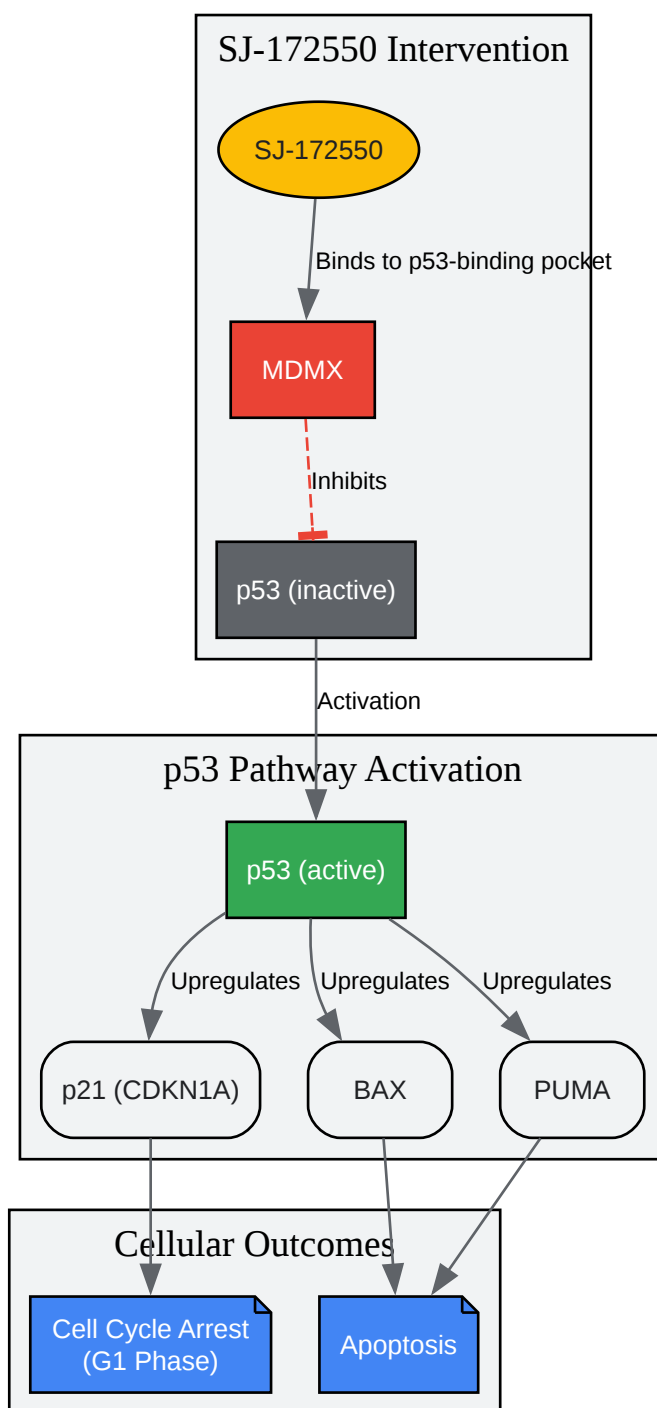 SJ-172550 Intervention
SJ-172550
Binds to p53-binding pocket
MDMX
Inhibits
p53 (inactive)
Activation
p53 Pathway Activation
p53 (active)
Upregulates
Upregulates
Upregulates
p21 (CDKN1A)
BAX
PUMA
Cellular Outcomes
Cell Cycle Arrest
(G1 Phase)
Apoptosis